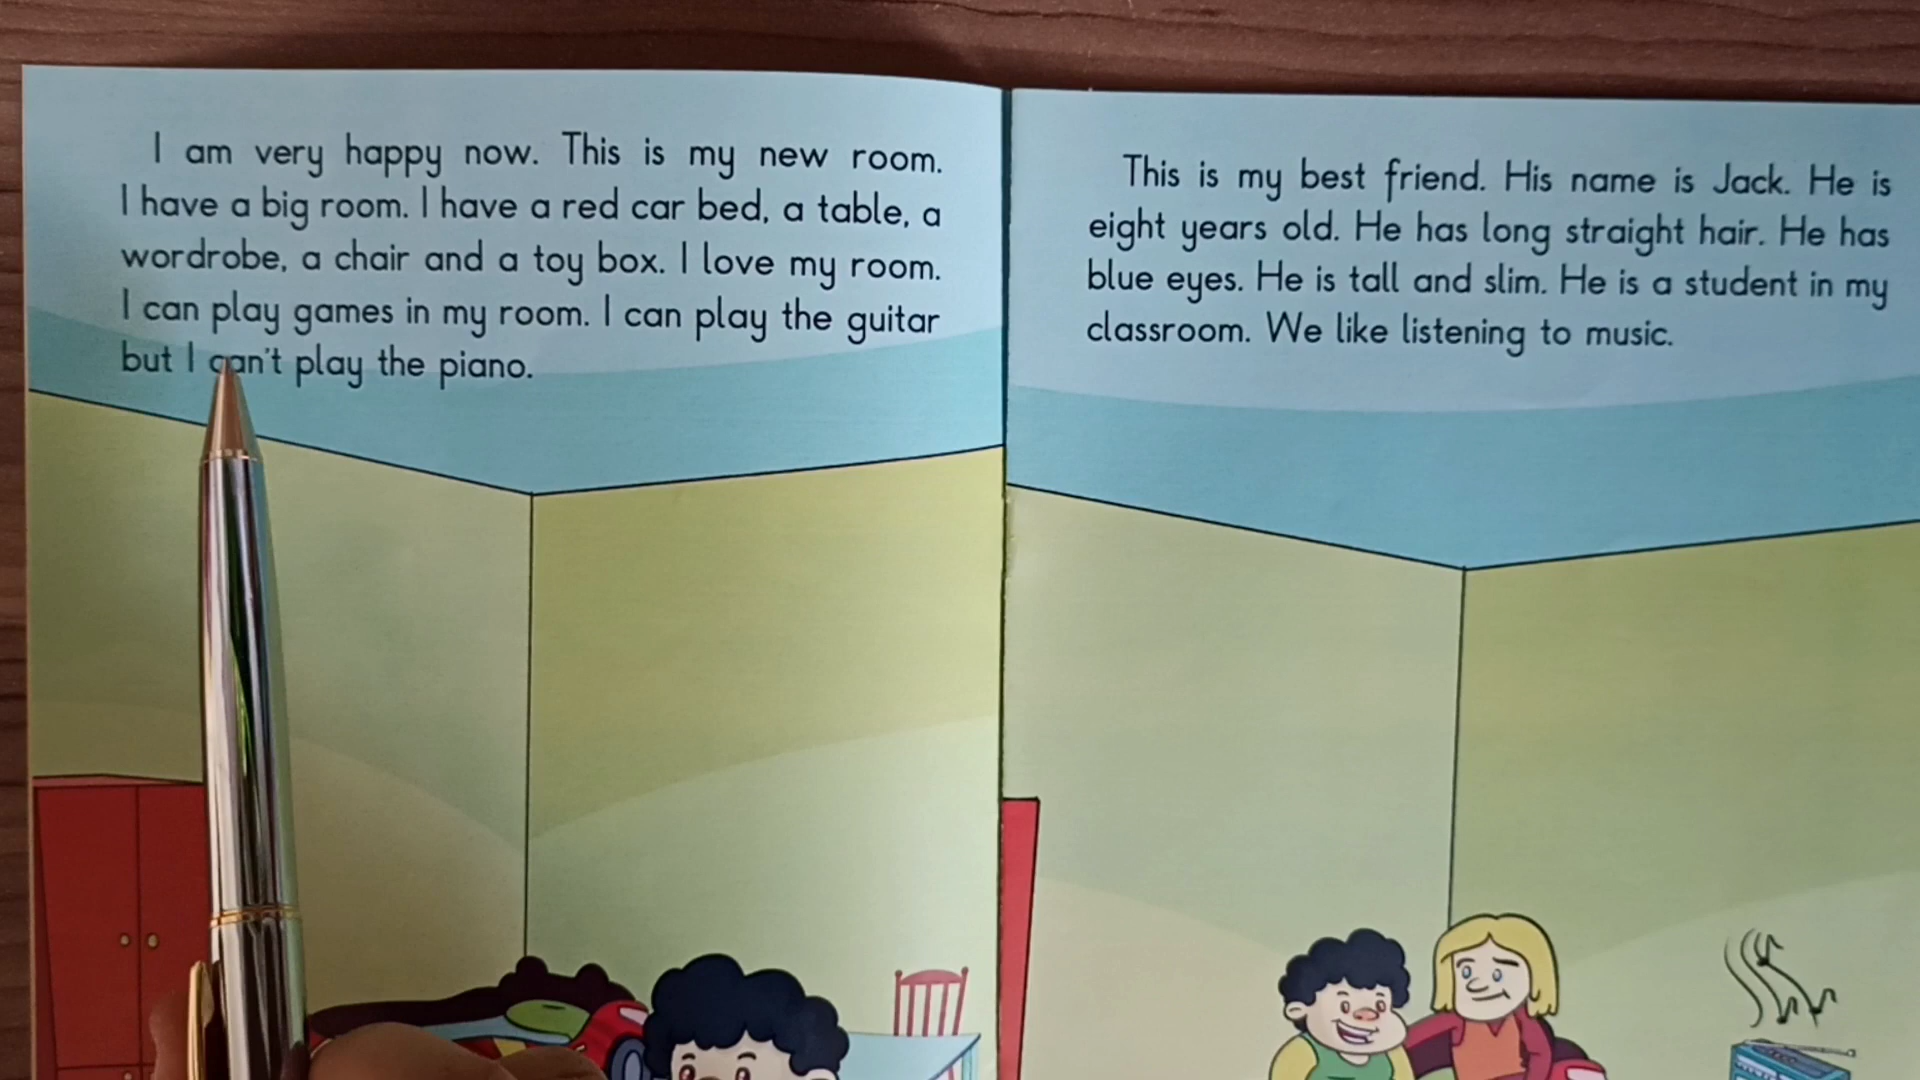 I am very happy now. This is my new room.
I have a big room. I have a red car bed, a table, a
wordrobe, a chair and a toy box. I love my room.
I can play games in my room. I can play the guitar
but I can't play the piano.
This is my best friend. His name is Jack. He is
eight years old. He has long straight hair. He has
blue eyes. He is tall and slim. He is a student in my
classroom. We like listening to music.